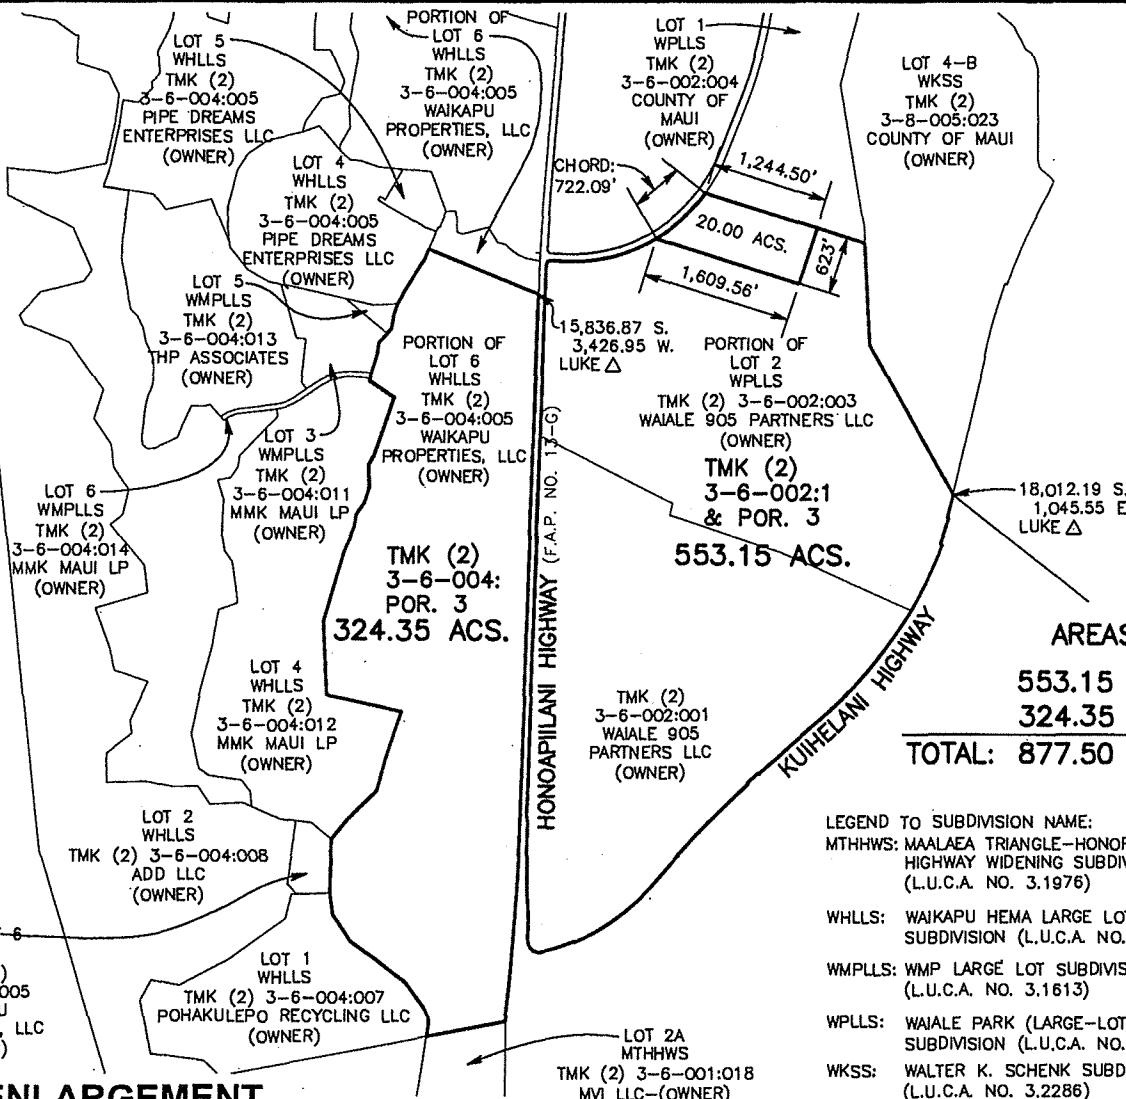 LOT 5
WHLLS
TMK (2)
3-6-004:005
PIPE DREAMS
ENTERPRISES LLC
(OWNER)
PORTION OF
LOT 6
WHLLS
TMK (2)
3-6-004:005
WAIKAPU
PROPERTIES, LLC
(OWNER)
LOT 1
WPLLS
TMK (2)
3-6-002:004
COUNTY OF
MAUI
(OWNER)
LOT 4-B
WKSS
TMK (2)
3-8-005:023
COUNTY OF MAUI
(OWNER)
LOT 4
WHLLS
TMK (2)
3-6-004:005
PIPE DREAMS
ENTERPRISES LLC
(OWNER)
CHORD:
722.09'
1,244.50'
20.00 ACS.
623'
1,609.56'
LOT 5
WMPLLS
TMK (2)
3-6-004:013
THP ASSOCIATES
(OWNER)
15,836.87 S.
3,426.95 W.
LUKE △
PORTION OF
LOT 6
WHLLS
TMK (2)
3-6-004:005
WAIKAPU
PROPERTIES, LLC
(OWNER)
PORTION OF
LOT 2
WPLLS
TMK (2) 3-6-002:003
WAIALE 905 PARTNERS LLC
(OWNER)
TMK (2)
3-6-002:1
& POR. 3
553.15 ACS.
LOT 3
WMPLLS
TMK (2)
3-6-004:011
MMK MAUI LP
(OWNER)
LOT 6
WMPLLS
TMK (2)
3-6-004:014
MMK MAUI LP
(OWNER)
18,012.19 S.
1,045.55 E
LUKE △
TMK (2)
3-6-004:
POR. 3
324.35 ACS.
HONOAPIILANI HIGHWAY (F.A.P. NO. 13-G)
KUIHELANI HIGHWAY
AREAS
553.15
324.35
TOTAL: 877.50
LOT 4
WHLLS
TMK (2)
3-6-004:012
MMK MAUI LP
(OWNER)
TMK (2)
3-6-002:001
WAIALE 905
PARTNERS LLC
(OWNER)
LOT 2
WHLLS
TMK (2) 3-6-004:008
ADD LLC
(OWNER)
LEGEND TO SUBDIVISION NAME:
MTHHWS: MAALAEA TRIANGLE-HONOR
HIGHWAY WIDENING SUBDIV
(L.U.C.A. NO. 3.1976)
WHLLS: WAIKAPU HEMA LARGE LO
SUBDIVISION (L.U.C.A. NO.
WMPLLS: WMP LARGE LOT SUBDIVIS
(L.U.C.A. NO. 3.1613)
WPLLS: WAIALE PARK (LARGE-LOT
SUBDIVISION (L.U.C.A. NO.
WKSS: WALTER K. SCHENK SUBD
(L.U.C.A. NO. 3.2286)
6
)
005
U
, LLC
)
LOT 1
WHLLS
TMK (2) 3-6-004:007
POHAKULEPO RECYCLING LLC
(OWNER)
LOT 2A
MTHHWS
TMK (2) 3-6-001:018
MVI LLC-(OWNER)
ENLARGEMENT